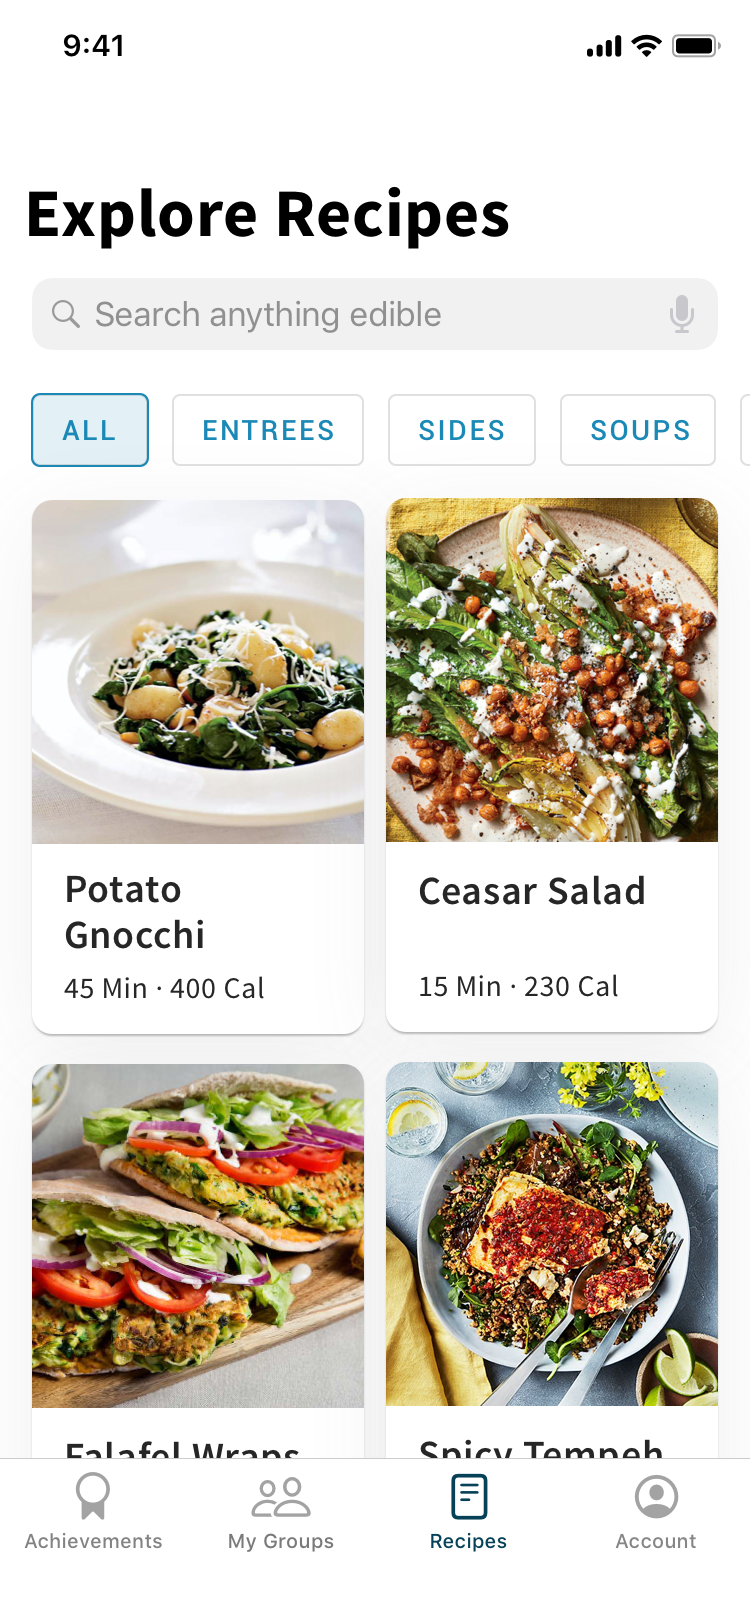 9:41
Explore Recipes
Search anything edible
ALL ENTREES SIDES SOUPS
Potato
Gnocchi
45 Min · 400 Cal
Ceasar Salad
15 Min · 230 Cal
Falafel Wraps
Spicy Tempeh
Achievements My Groups Recipes Account